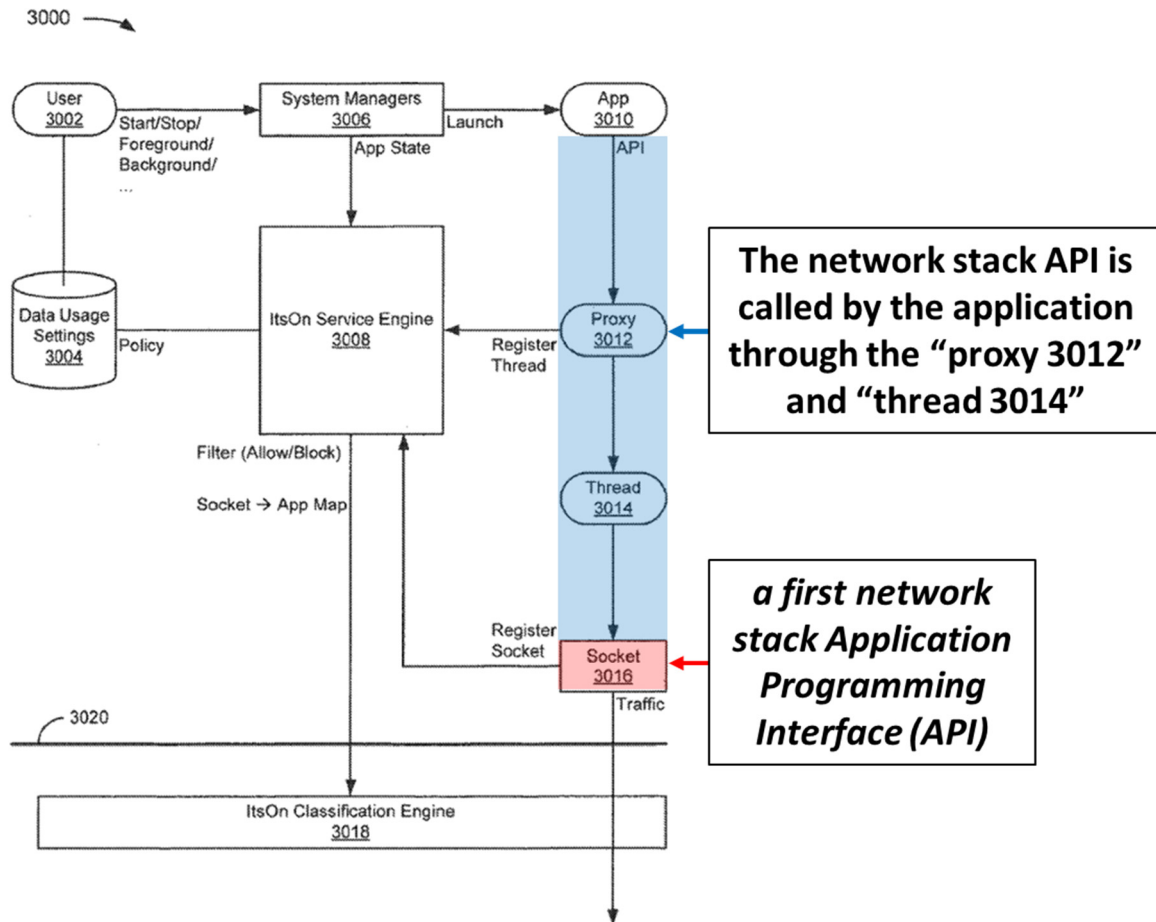 3000
User
3002
Start/Stop/
Foreground/
Background/
...
System Managers
3006
Launch
App State
App
3010
API
Data Usage
Settings
3004
Policy
ItsOn Service Engine
3008
Register
Thread
Proxy
3012
The network stack API is
called by the application
through the “proxy 3012”
and “thread 3014”
Filter (Allow/Block)
Socket → App Map
Thread
3014
Register
Socket
Socket
3016
Traffic
a first network
stack Application
Programming
Interface (API)
3020
ItsOn Classification Engine
3018